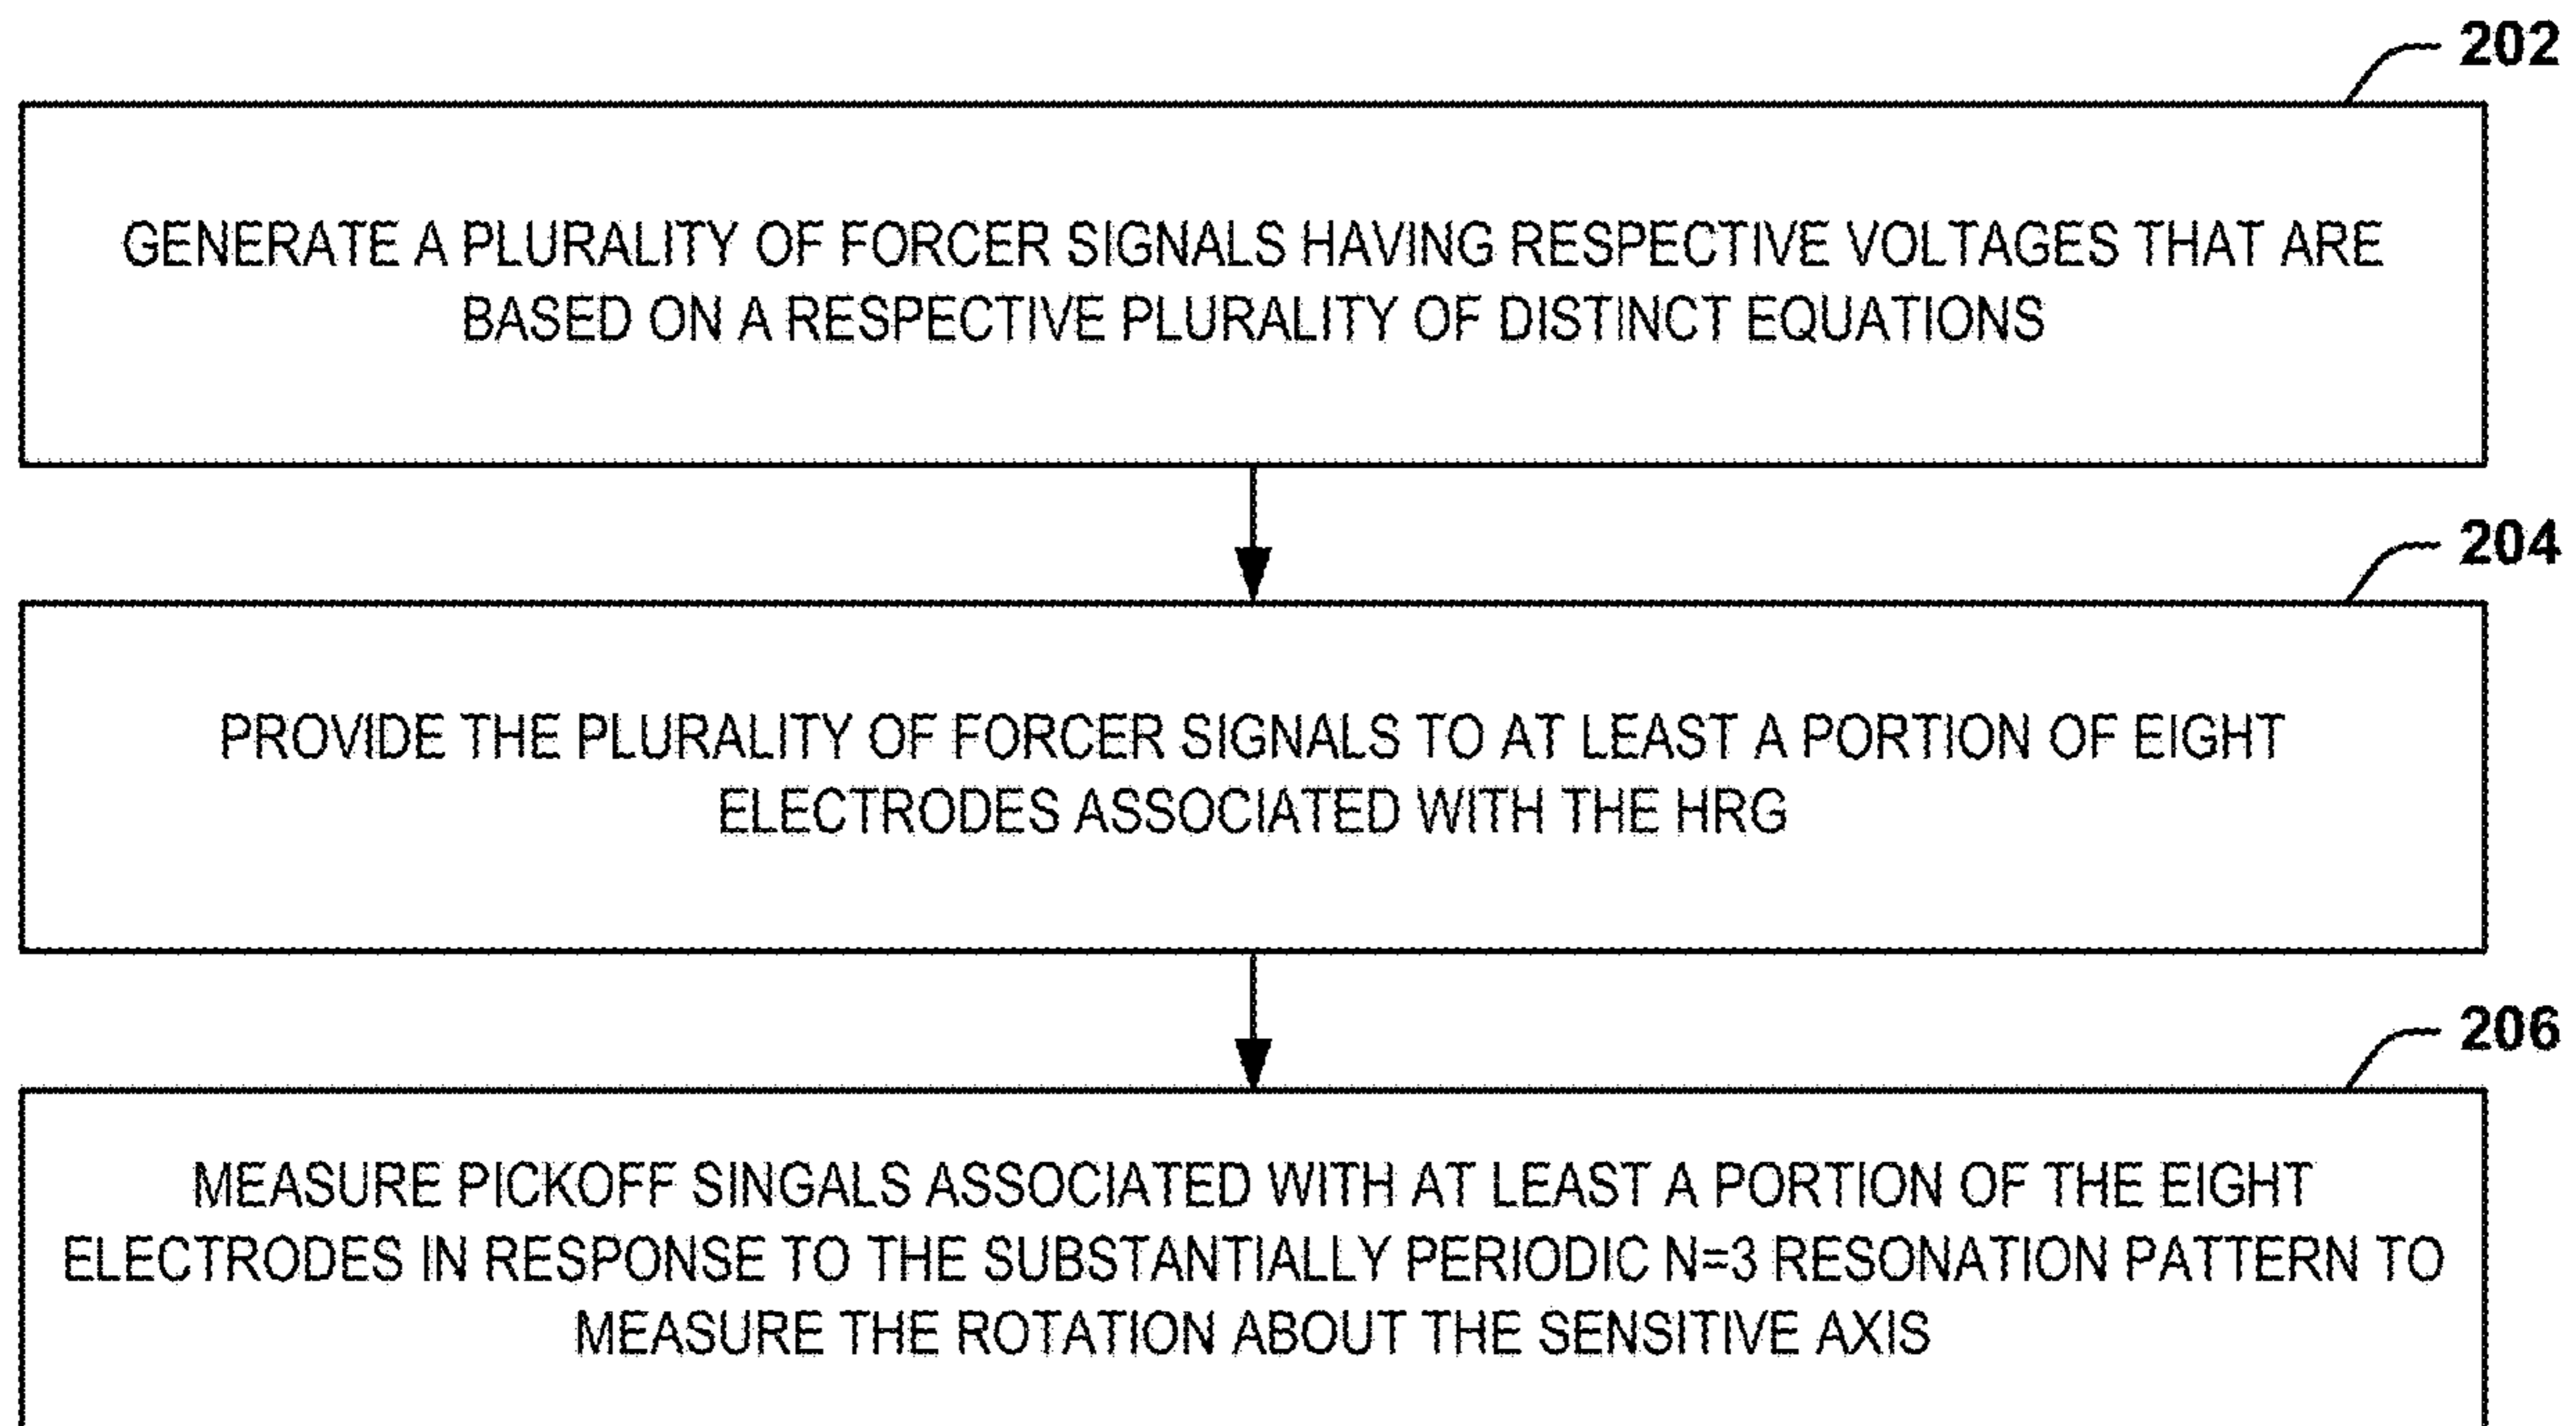 202
GENERATE A PLURALITY OF FORCER SIGNALS HAVING RESPECTIVE VOLTAGES THAT ARE
BASED ON A RESPECTIVE PLURALITY OF DISTINCT EQUATIONS
204
PROVIDE THE PLURALITY OF FORCER SIGNALS TO AT LEAST A PORTION OF EIGHT
ELECTRODES ASSOCIATED WITH THE HRG
206
MEASURE PICKOFF SINGALS ASSOCIATED WITH AT LEAST A PORTION OF THE EIGHT
ELECTRODES IN RESPONSE TO THE SUBSTANTIALLY PERIODIC N=3 RESONATION PATTERN TO
MEASURE THE ROTATION ABOUT THE SENSITIVE AXIS